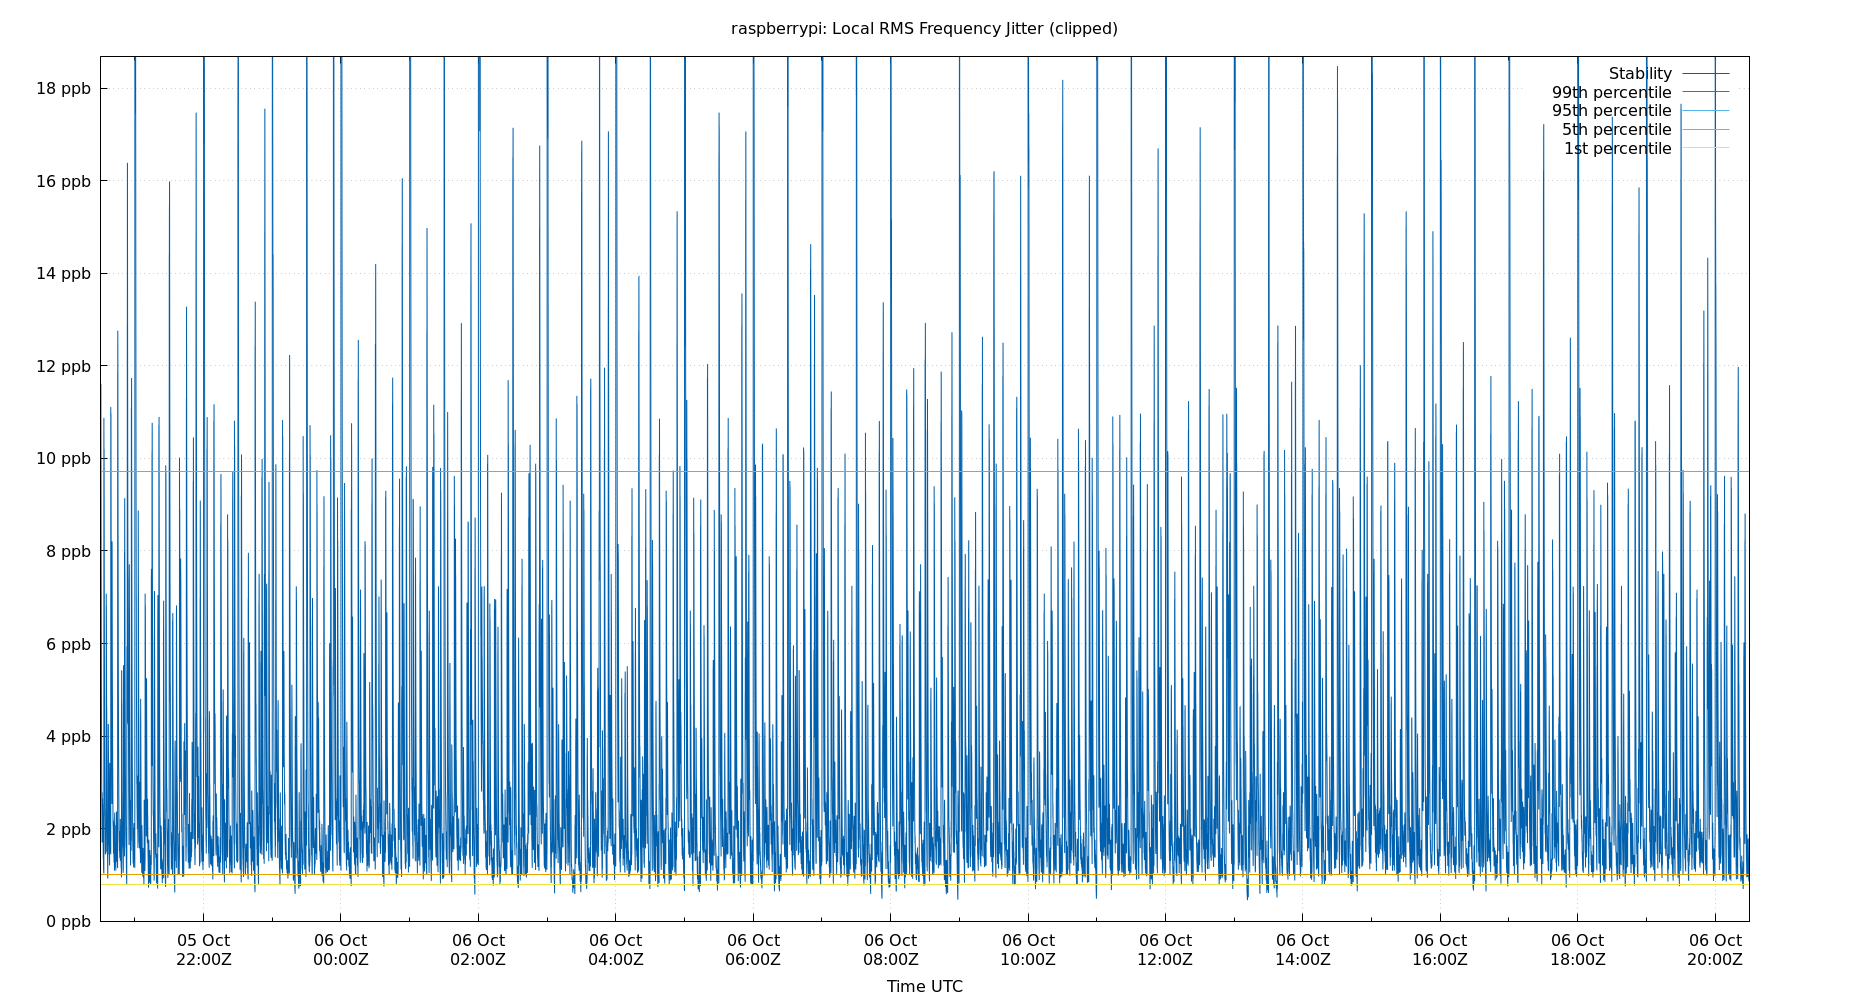 raspberrypi: Local RMS Frequency Jitter (clipped)
Stability
99th percentile
95th percentile
5th percentile
1st percentile
18 ppb
16 ppb
14 ppb
12 ppb
10 ppb
8 ppb
6 ppb
4 ppb
2 ppb
0 ppb
05 Oct 06 Oct 06 Oct 06 Oct 06 Oct 06 Oct 06 Oct 06 Oct 06 Oct 06 Oct 06 Oct 06 Oct
22:00Z 00:00Z 02:00Z 04:00Z 06:00Z 08:00Z 10:00Z 12:00Z 14:00Z 16:00Z 18:00Z 20:00Z
Time UTC